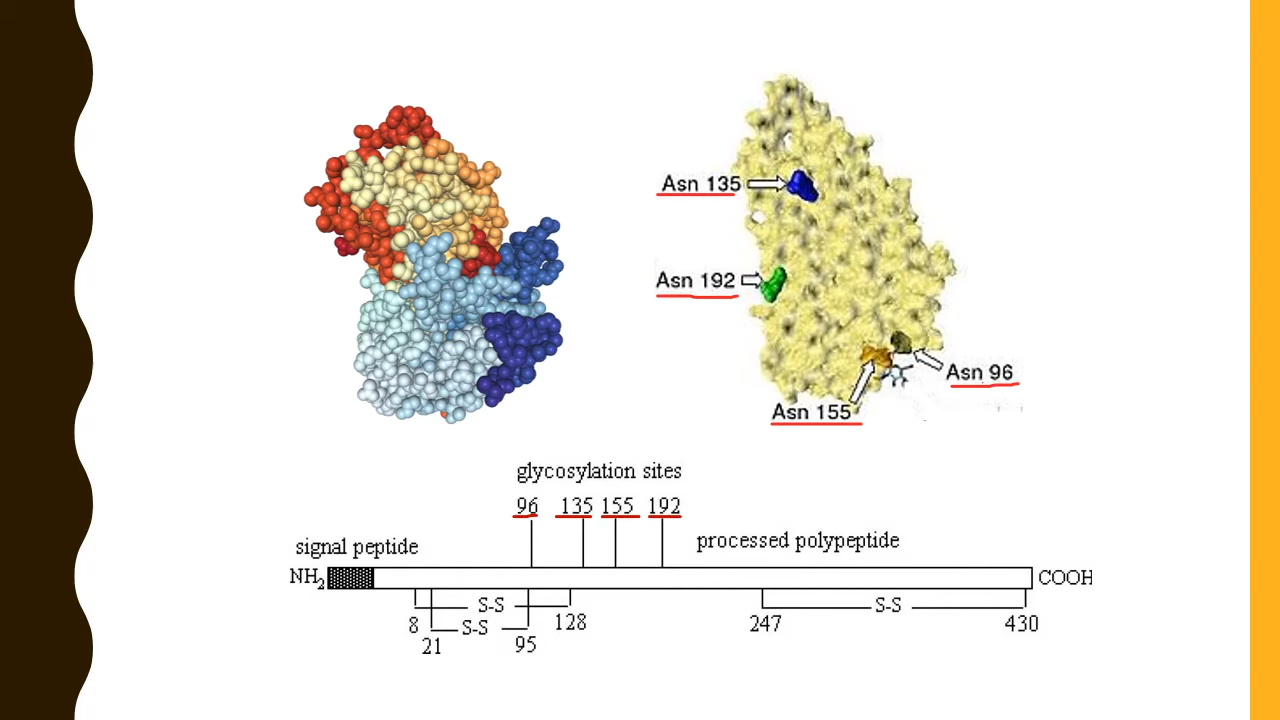 Asn 135
Asn 192
Asn 96
Asn 155
glycosylation sites
96 135 155 192
signal peptide
processed polypeptide
NH2
COOH
S-S
S-S
8
128
247
430
S-S
21
95